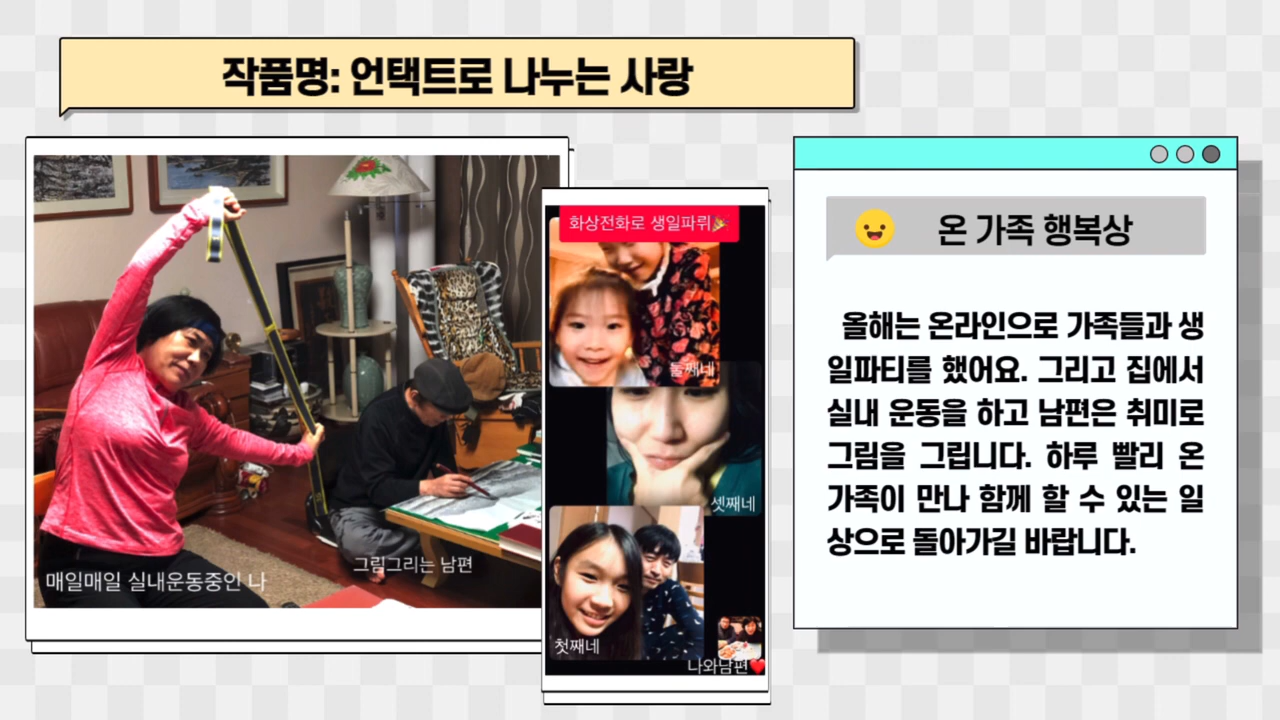 작품명: 언택트로 나누는 사랑
매일매일 실내운동중인 나
그림그리는 남편
화상전화로 생일파뤼🎉
둘째네
셋째네
첫째네
나와남편❤️
온 가족 행복상
올해는 온라인으로 가족들과 생
일파티를 했어요. 그리고 집에서
실내 운동을 하고 남편은 취미로
그림을 그립니다. 하루 빨리 온
가족이 만나 함께 할 수 있는 일
상으로 돌아가길 바랍니다.